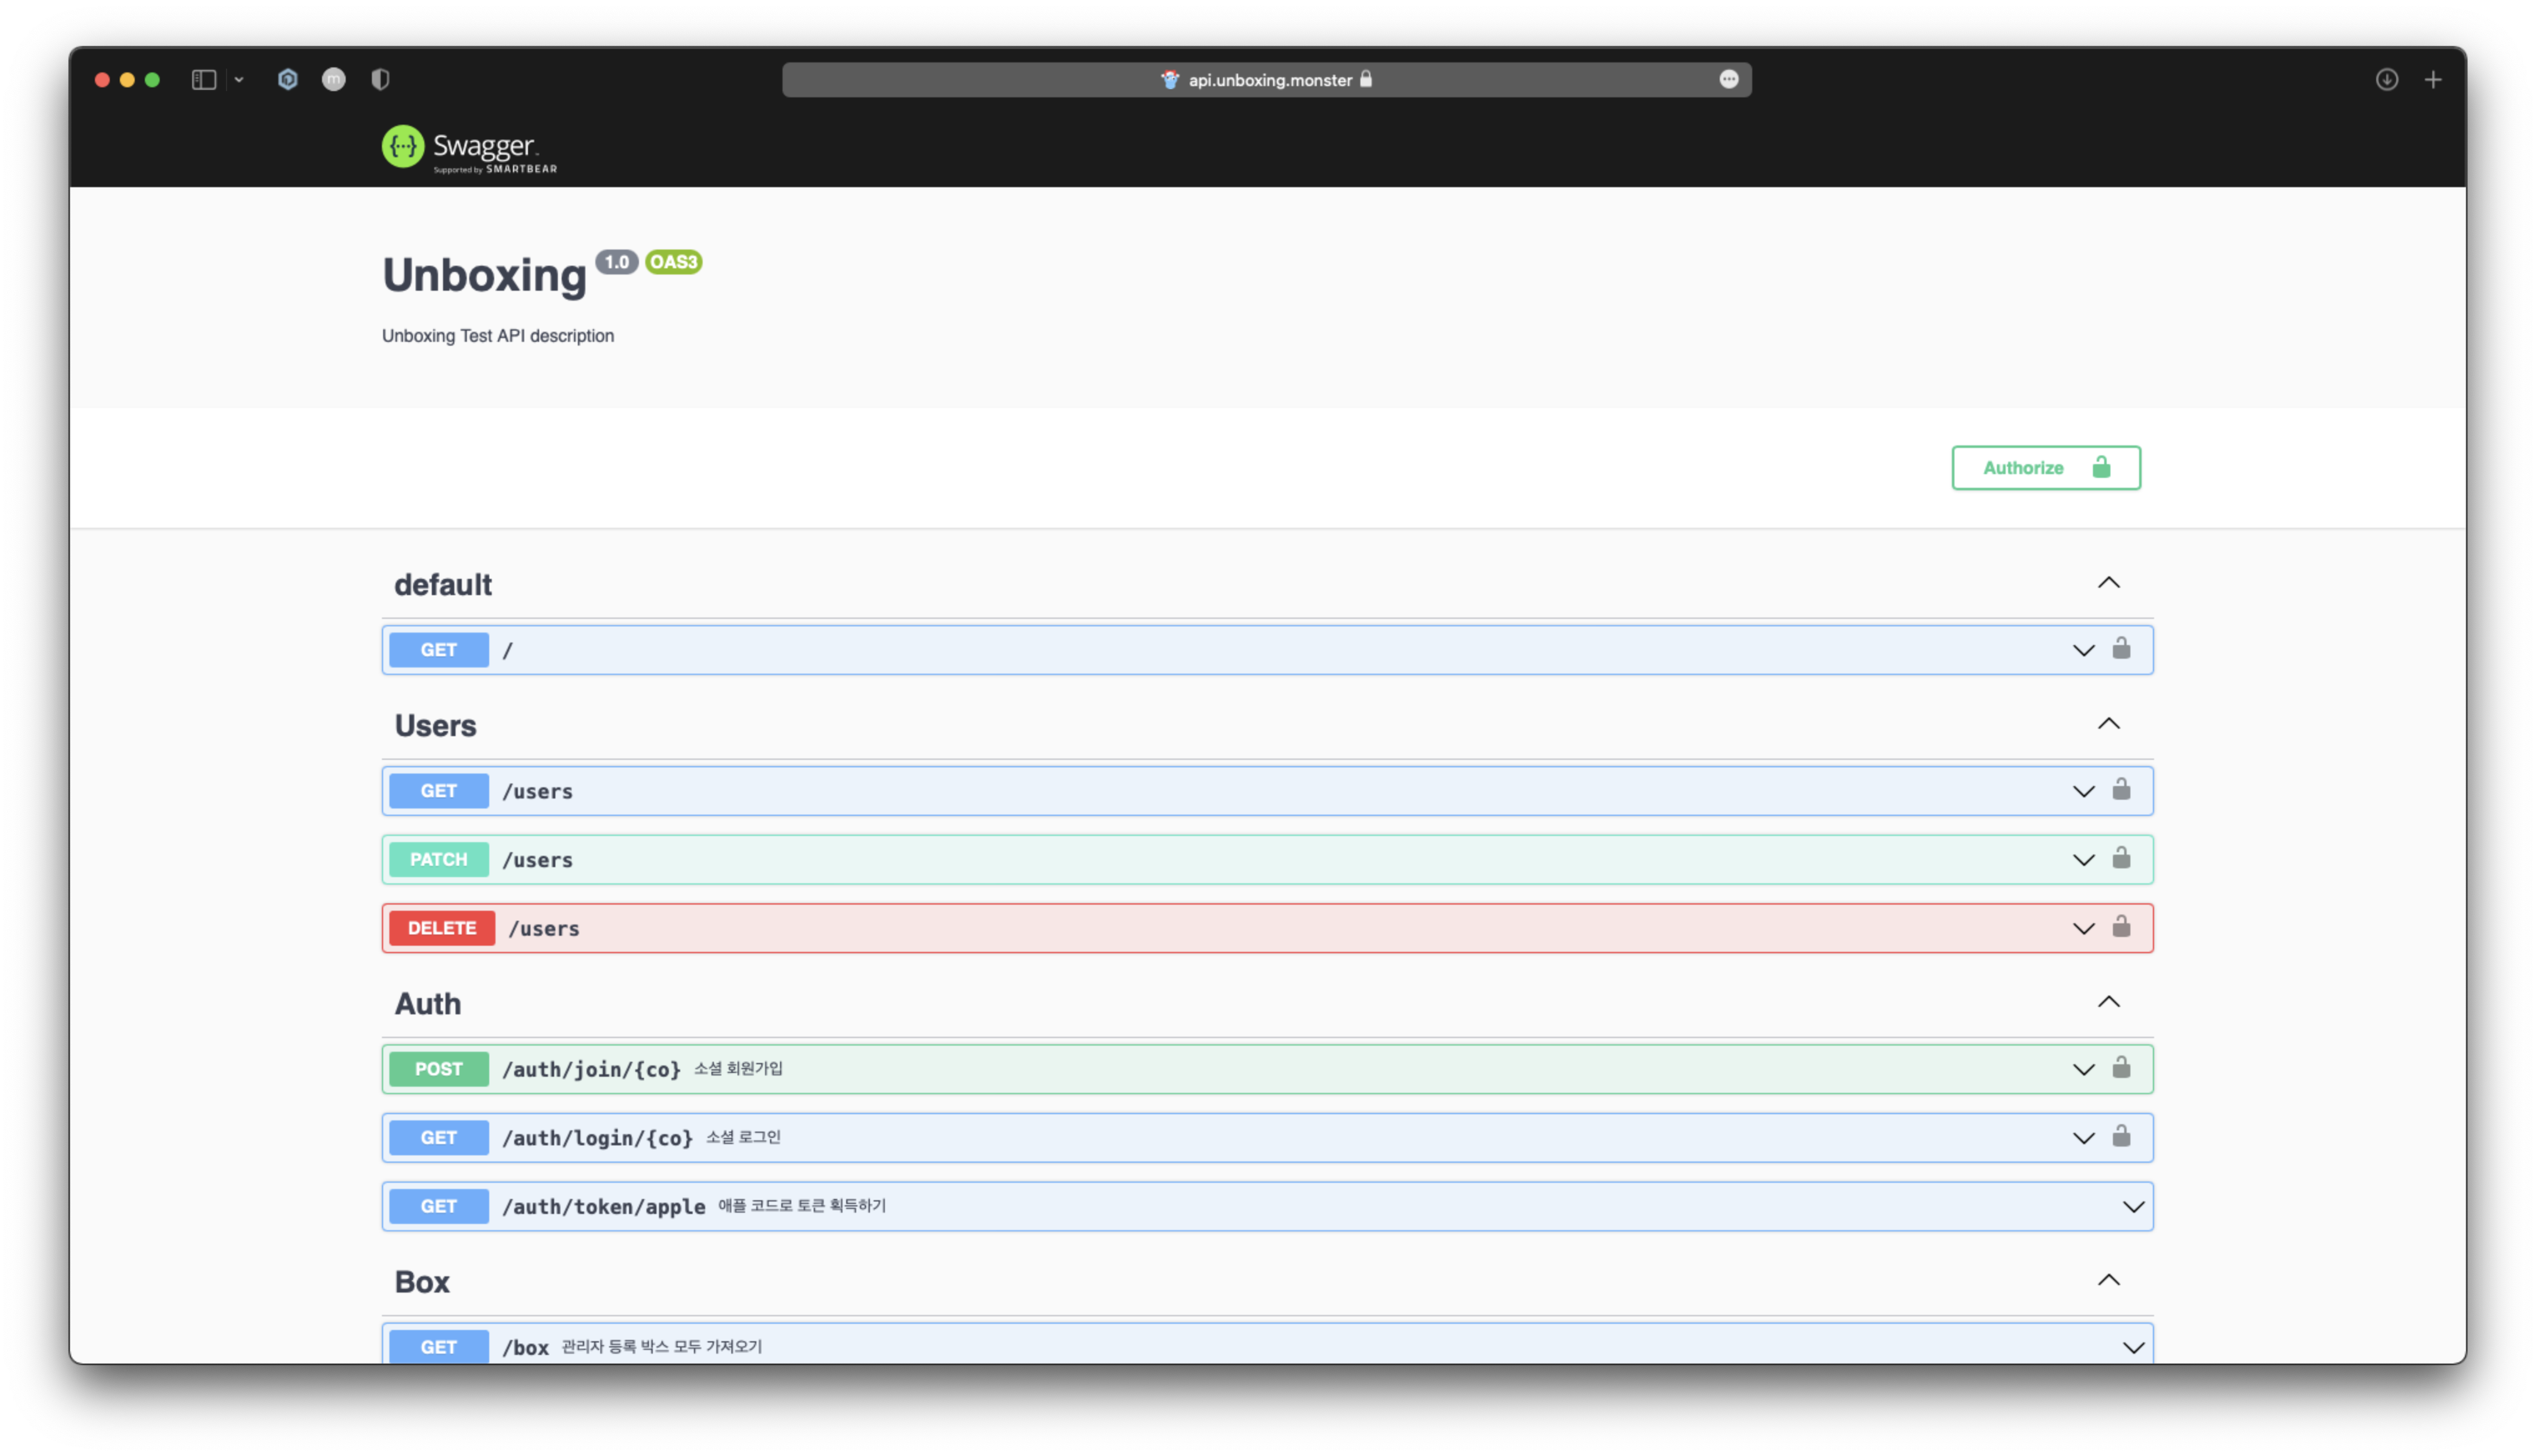 api.unboxing.monster
Swagger
Supported by SMARTBEAR
Unboxing 1.0 OAS3
Unboxing Test API description
Authorize
default
GET /
Users
GET /users
PATCH /users
DELETE /users
Auth
POST /auth/join/{co} 소셜 회원가입
GET /auth/login/{co} 소셜 로그인
GET /auth/token/apple 애플 코드로 토큰 획득하기
Box
GET /box 관리자 등록 박스 모두 가져오기